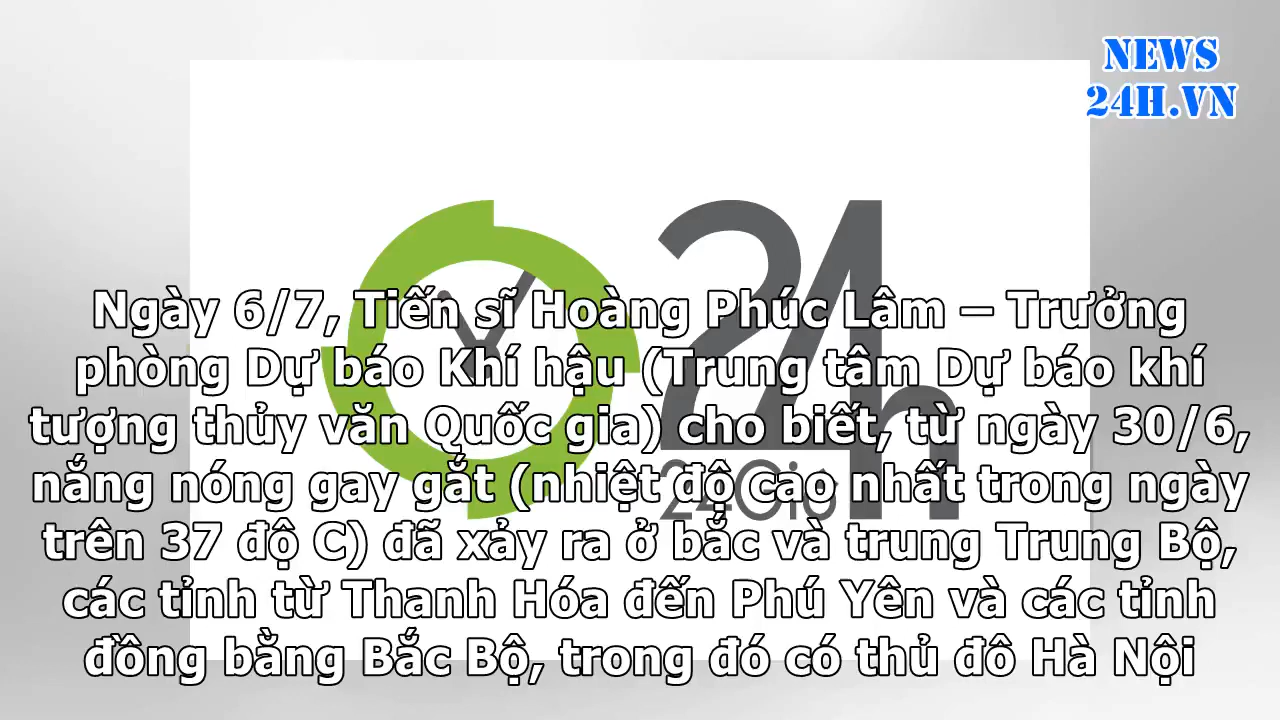 NEWS
24H.VN
24h
24Giờ
Ngày 6/7, Tiến sĩ Hoàng Phúc Lâm – Trưởng
phòng Dự báo Khí hậu (Trung tâm Dự báo khí
tượng thủy văn Quốc gia) cho biết, từ ngày 30/6,
nắng nóng gay gắt (nhiệt độ cao nhất trong ngày
trên 37 độ C) đã xảy ra ở bắc và trung Trung Bộ,
các tỉnh từ Thanh Hóa đến Phú Yên và các tỉnh
đồng bằng Bắc Bộ, trong đó có thủ đô Hà Nội